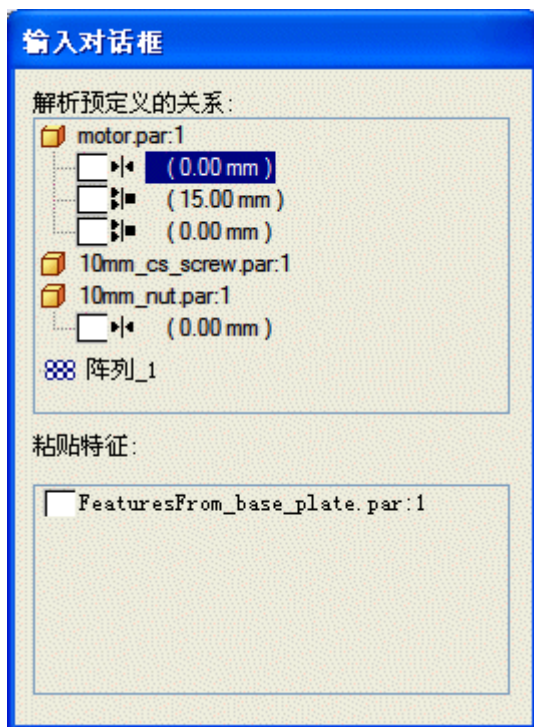 输入对话框
解析预定义的关系:
motor.par:1
( 0.00 mm )
( 15.00 mm )
( 0.00 mm )
10mm_cs_screw.par:1
10mm_nut.par:1
( 0.00 mm )
阵列_1
粘贴特征:
FeaturesFrom_base_plate.par:1